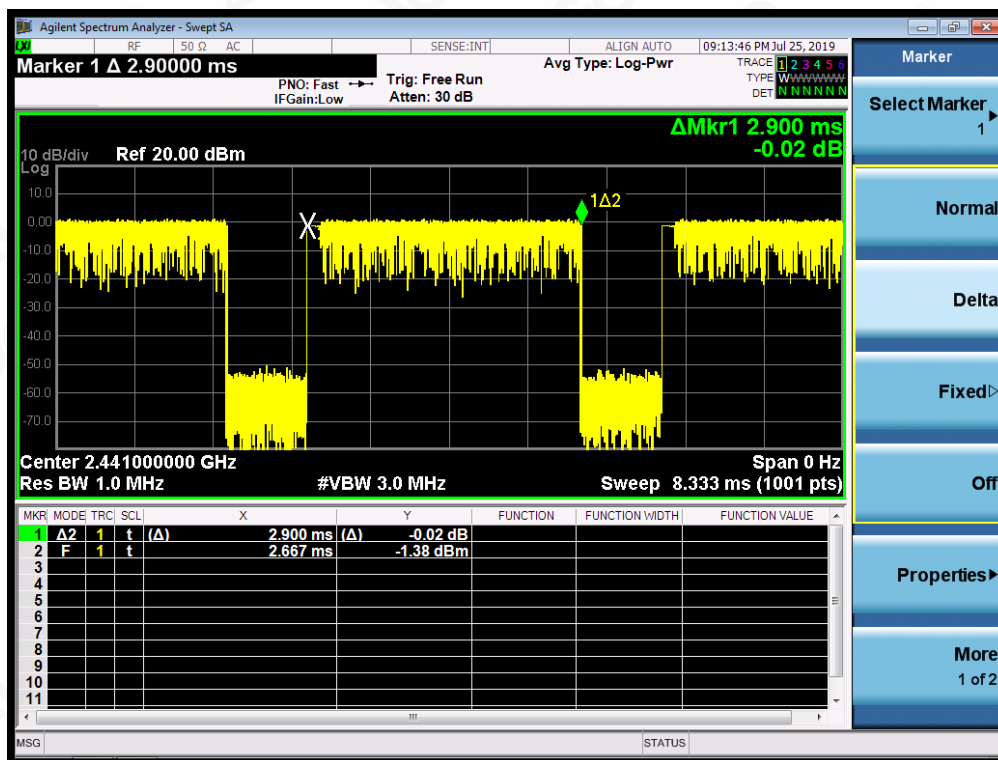 Agilent Spectrum Analyzer - Swept SA
LXI RF 50 Ω AC SENSE:INT ALIGN AUTO 09:13:46 PM Jul 25, 2019
Marker 1 Δ 2.90000 ms
PNO: Fast
IFGain:Low
Trig: Free Run
Atten: 30 dB
Avg Type: Log-Pwr
TRACE 1 2 3 4 5 6
TYPE WWWWWWW
DET N N N N N N
ΔMkr1 2.900 ms
-0.02 dB
10 dB/div Ref 20.00 dBm
Log
10.0
0.00
-10.0
-20.0
-30.0
-40.0
-50.0
-60.0
-70.0
X
1Δ2
Center 2.441000000 GHz Span 0 Hz
Res BW 1.0 MHz #VBW 3.0 MHz Sweep 8.333 ms (1001 pts)
MKR MODE TRC SCL X Y FUNCTION FUNCTION WIDTH FUNCTION VALUE
1 Δ2 1 t (Δ) 2.900 ms (Δ) -0.02 dB
2 F 1 t 2.667 ms -1.38 dBm
3
4
5
6
7
8
9
10
11
MSG STATUS
Marker
Select Marker
1
Normal
Delta
Fixed
Off
Properties
More
1 of 2